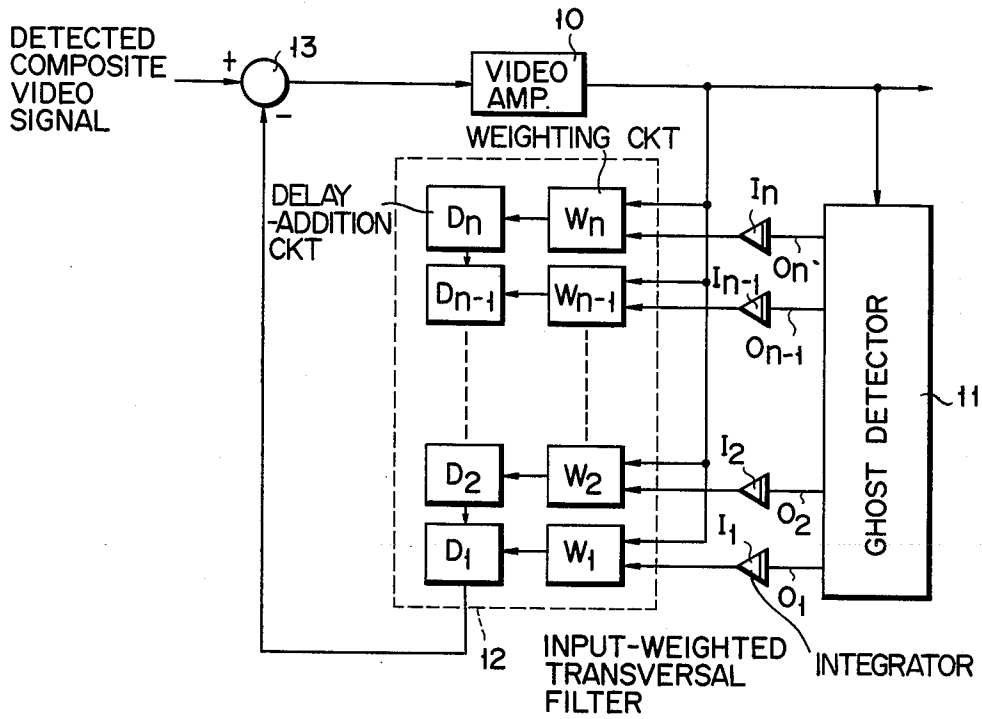 DETECTED
COMPOSITE
VIDEO
SIGNAL
+
13
-
10
VIDEO
AMP.
WEIGHTING CKT
DELAY
-ADDITION
CKT
Dn
Wn
In
On
Dn-1
Wn-1
In-1
On-1
D2
W2
I2
O2
D1
W1
I1
O1
GHOST DETECTOR
11
12
INPUT-WEIGHTED
TRANSVERSAL
FILTER
INTEGRATOR